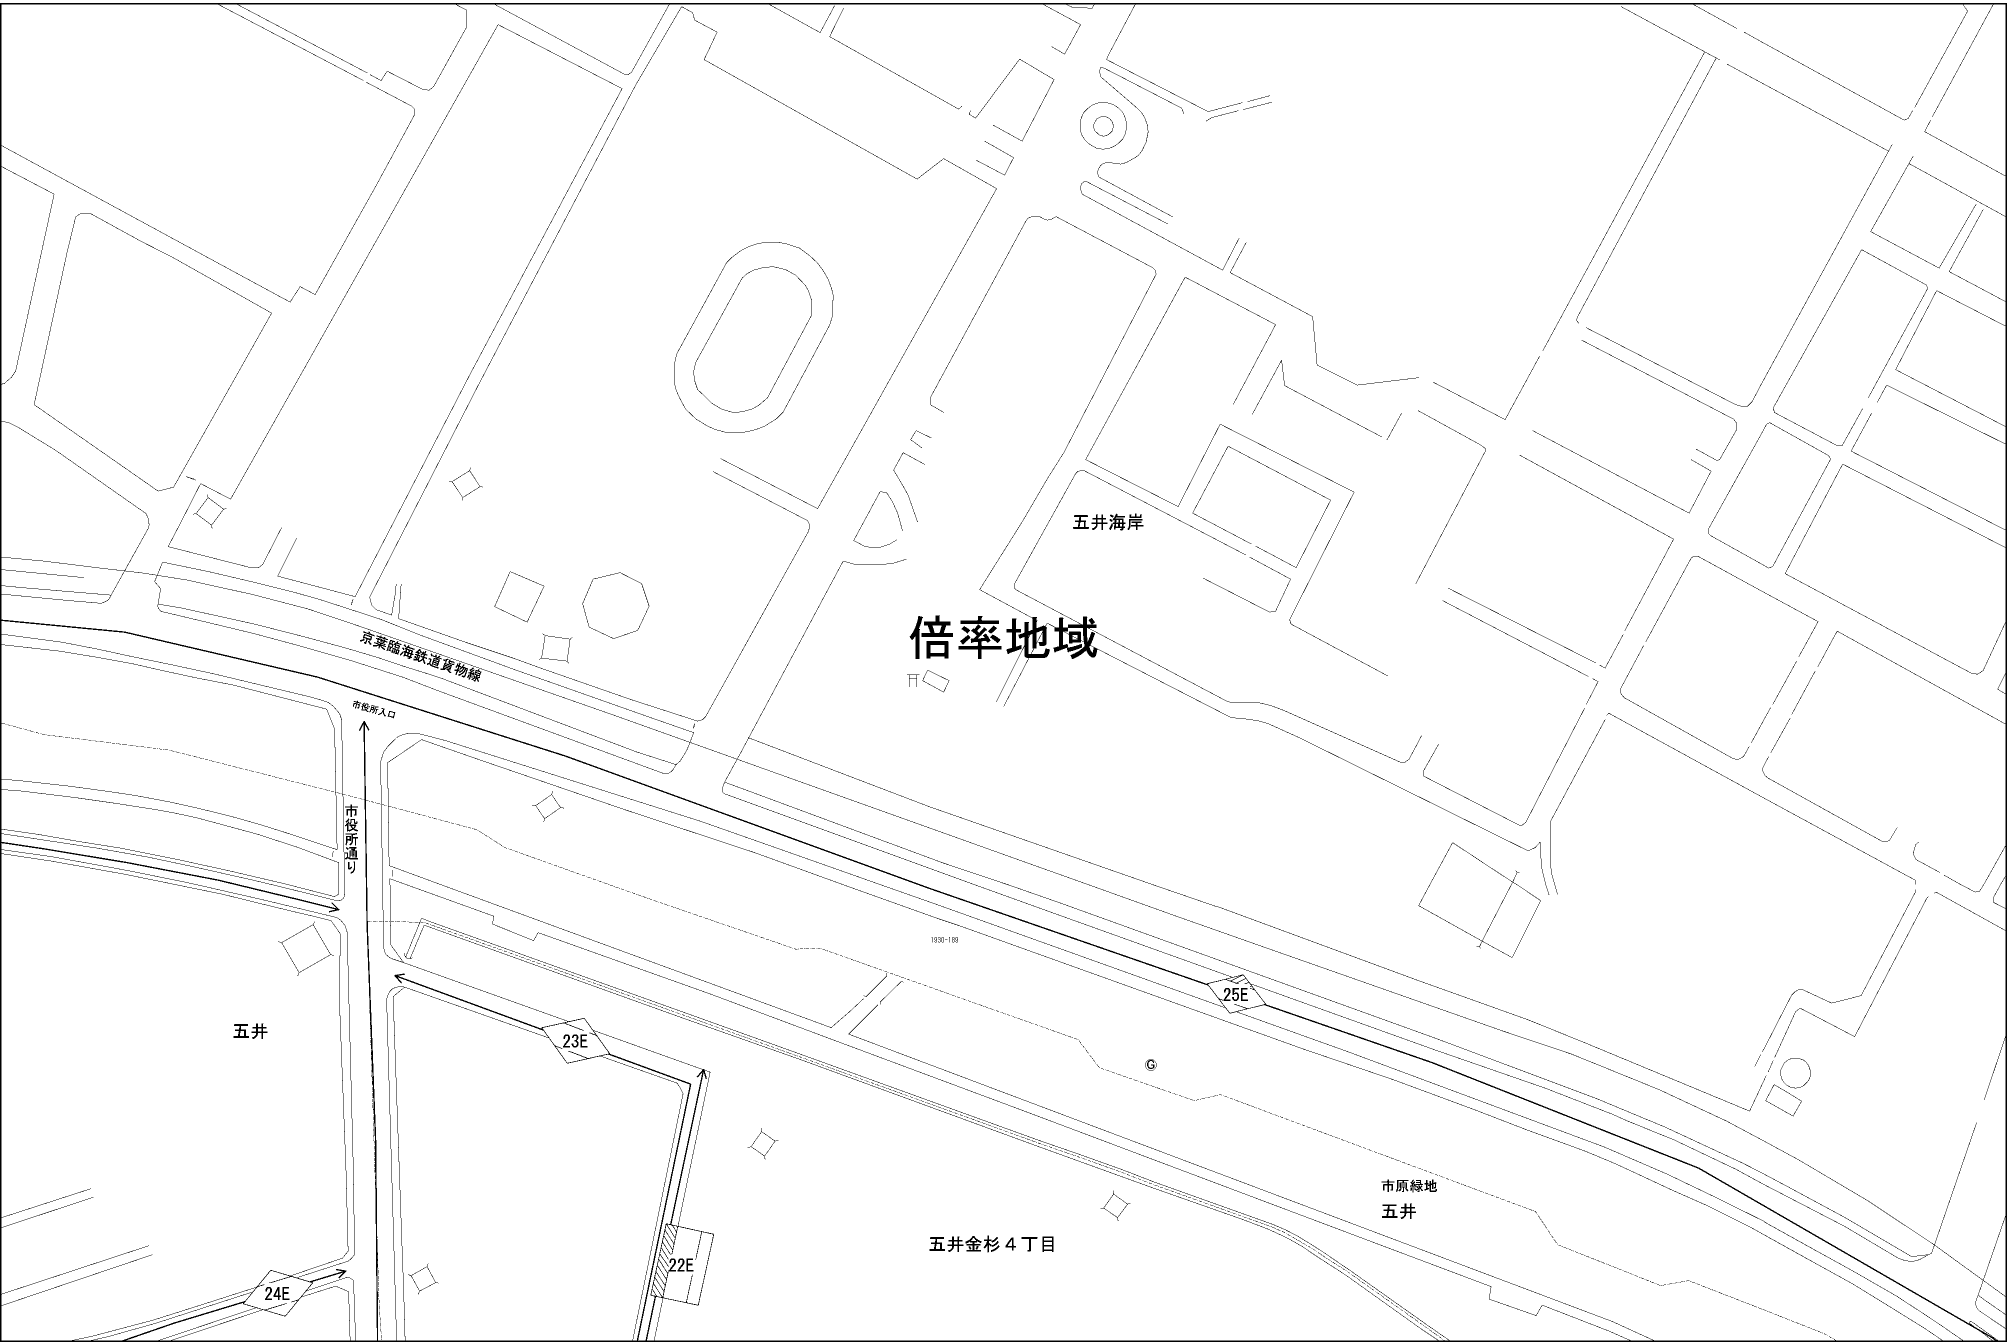 五井海岸
倍率地域
京葉臨海鉄道貨物線
市役所入口
市役所通り
1930-189
25E
五井
23E
G
市原緑地
五井
五井金杉４丁目
22E
24E